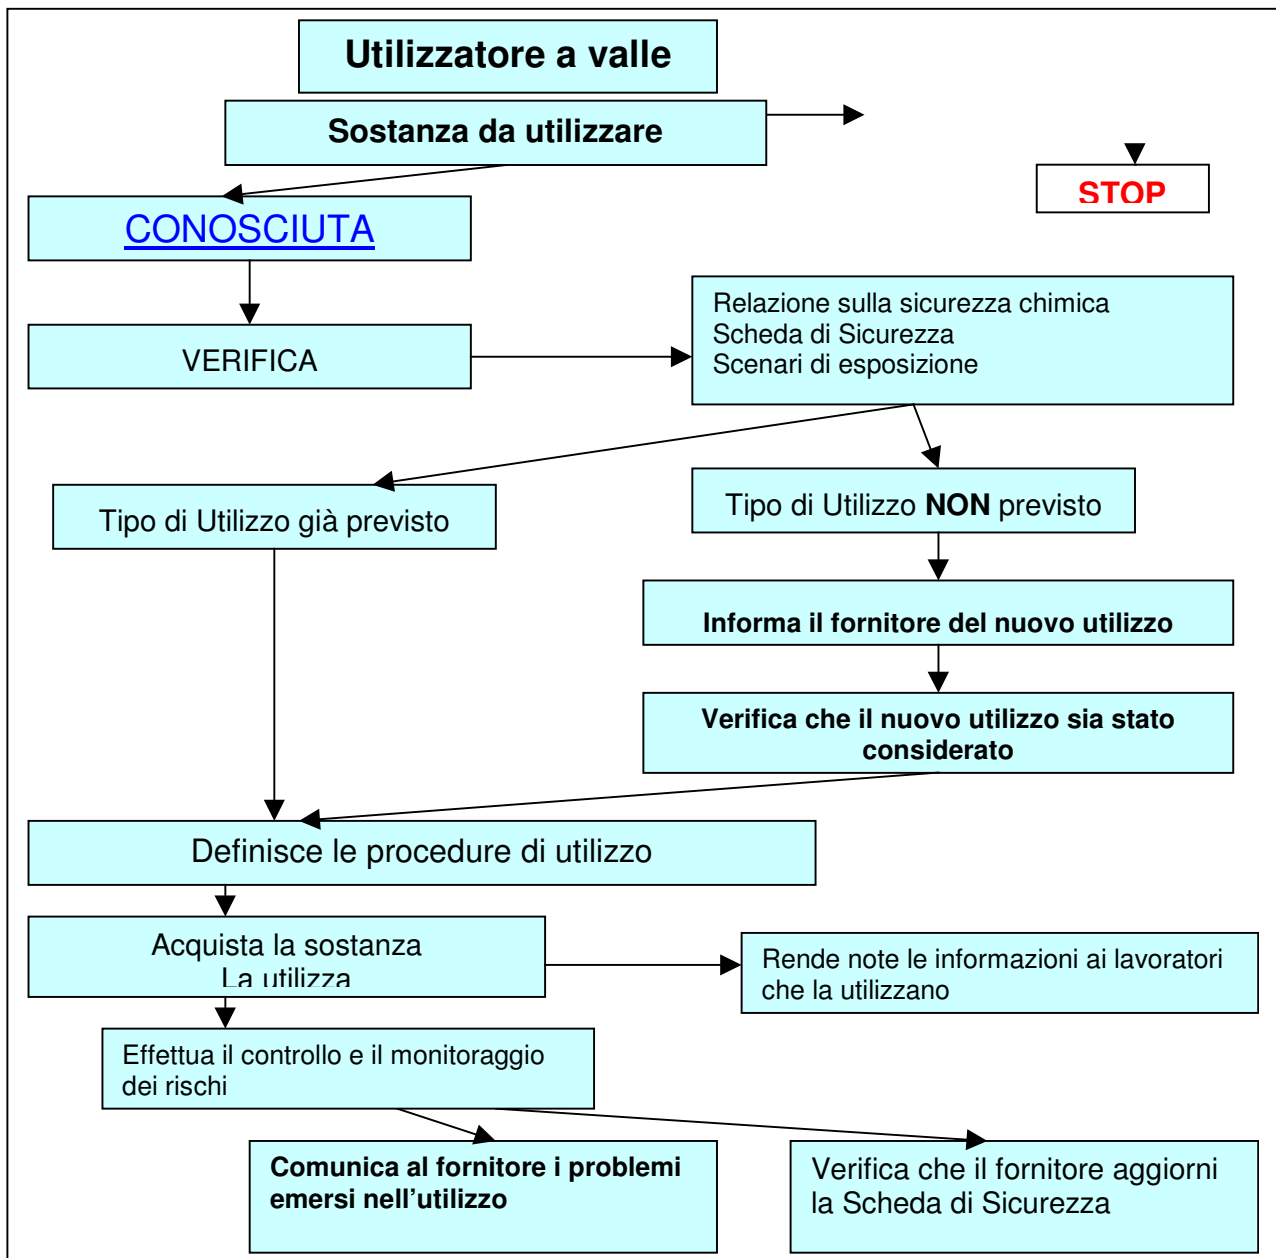 Utilizzatore a valle
Sostanza da utilizzare
STOP
CONOSCIUTA
VERIFICA
Relazione sulla sicurezza chimica
Scheda di Sicurezza
Scenari di esposizione
Tipo di Utilizzo già previsto
Tipo di Utilizzo NON previsto
Informa il fornitore del nuovo utilizzo
Verifica che il nuovo utilizzo sia stato
considerato
Definisce le procedure di utilizzo
Acquista la sostanza
La utilizza
Rende note le informazioni ai lavoratori
che la utilizzano
Effettua il controllo e il monitoraggio
dei rischi
Comunica al fornitore i problemi
emersi nell'utilizzo
Verifica che il fornitore aggiorni
la Scheda di Sicurezza